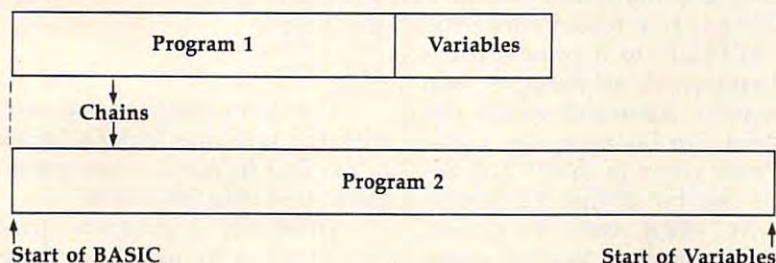 Program 1 Variables
Chains
Program 2
Start of BASIC Start of Variables